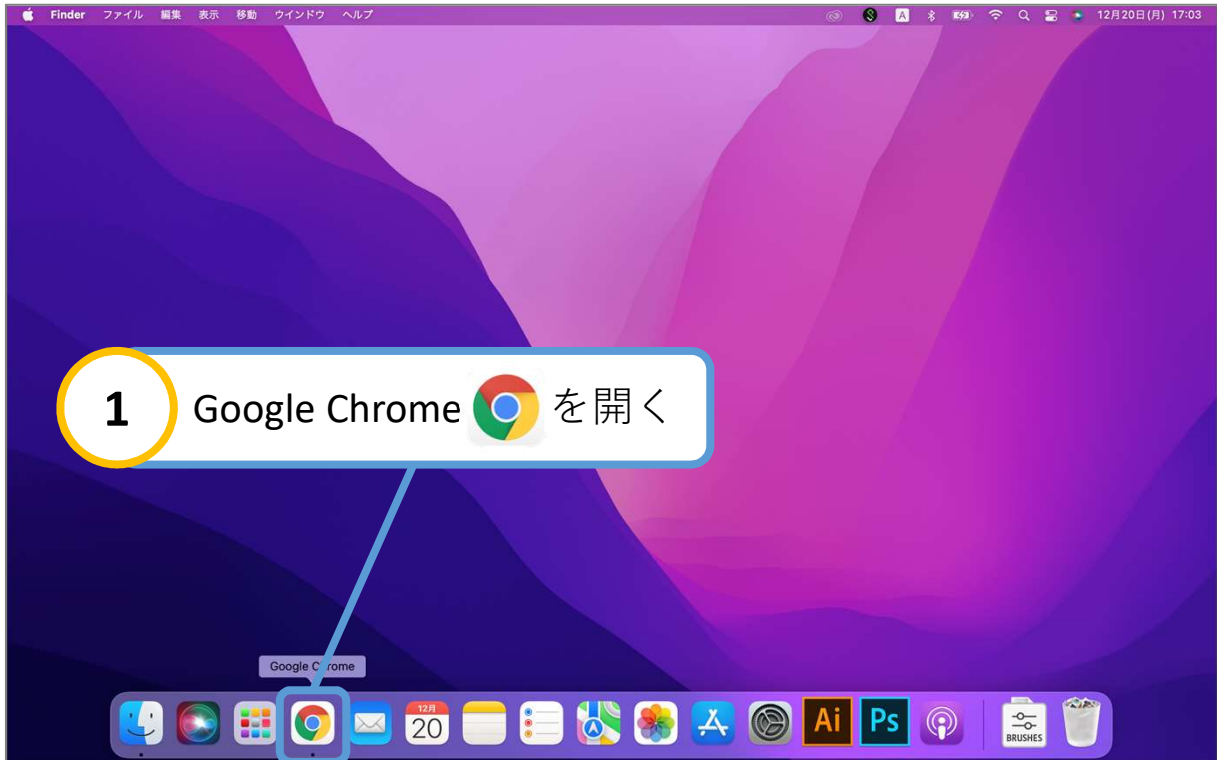 Finder ファイル 編集 表示 移動 ウインドウ ヘルプ
A
12月20日(月) 17:03
1
Google Chrome を開く
Google Chrome
12月
20
Ai
Ps
BRUSHES